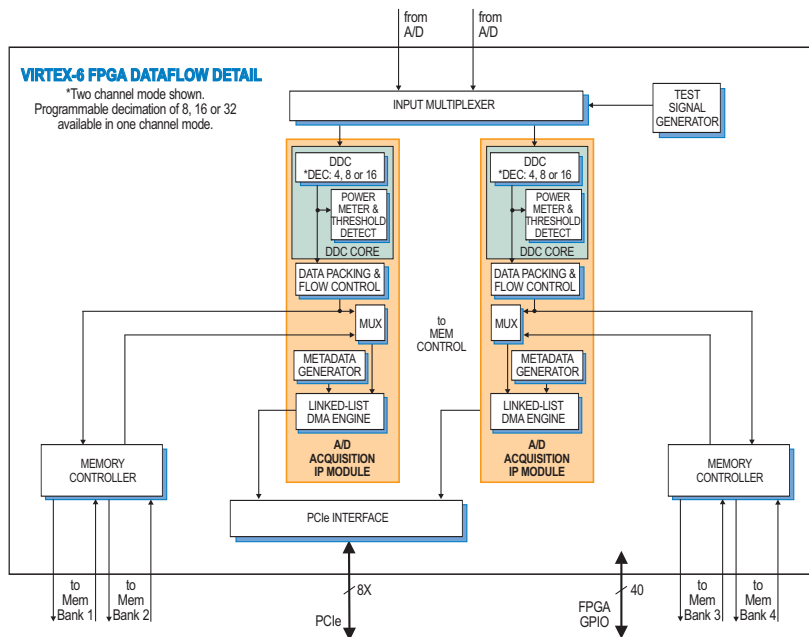 from
A/D
from
A/D
VIRTEX-6 FPGA DATAFLOW DETAIL
*Two channel mode shown.
Programmable decimation of 8, 16 or 32
available in one channel mode.
INPUT MULTIPLEXER
TEST
SIGNAL
GENERATOR
DDC
*DEC: 4, 8 or 16
POWER
METER &
THRESHOLD
DETECT
DDC CORE
DATA PACKING &
FLOW CONTROL
MUX
METADATA
GENERATOR
LINKED-LIST
DMA ENGINE
A/D
ACQUISITION
IP MODULE
to
MEM
CONTROL
DDC
*DEC: 4, 8 or 16
POWER
METER &
THRESHOLD
DETECT
DDC CORE
DATA PACKING &
FLOW CONTROL
MUX
METADATA
GENERATOR
LINKED-LIST
DMA ENGINE
A/D
ACQUISITION
IP MODULE
MEMORY
CONTROLLER
MEMORY
CONTROLLER
PCIe INTERFACE
to
Mem
Bank 1
to
Mem
Bank 2
8X
PCIe
40
FPGA
GPIO
to
Mem
Bank 3
to
Mem
Bank 4